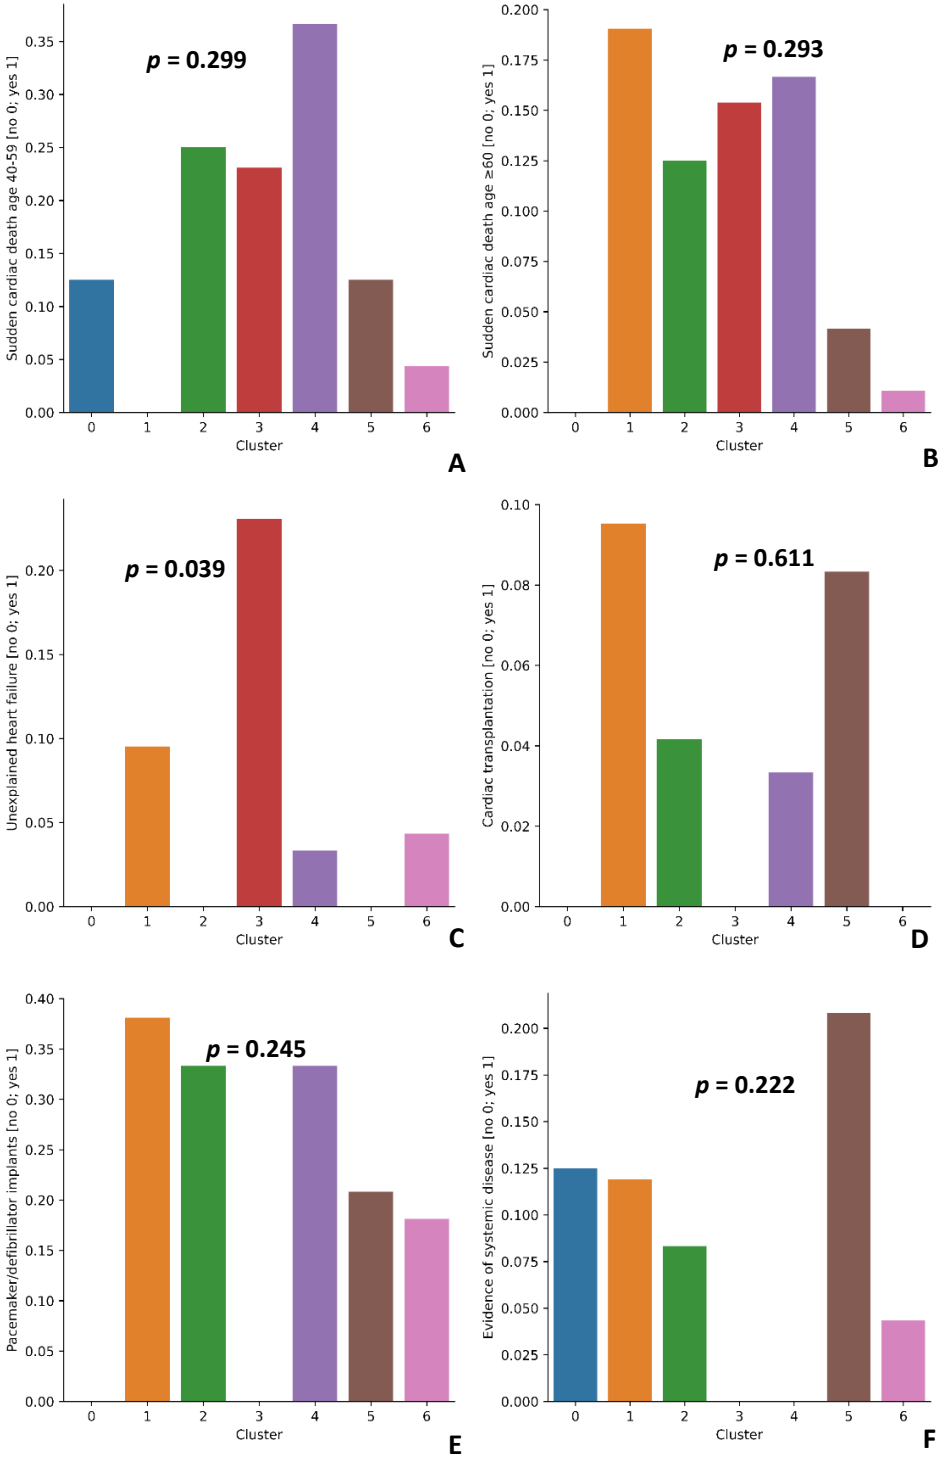 Sudden cardiac death age 40-59 [no 0; yes 1]
0.35
0.30
0.25
0.20
0.15
0.10
0.05
0.00
p = 0.299
0 1 2 3 4 5 6
Cluster
A
Sudden cardiac death age ≥60 [no 0; yes 1]
0.200
0.175
0.150
0.125
0.100
0.075
0.050
0.025
0.000
p = 0.293
0 1 2 3 4 5 6
Cluster
B
Unexplained heart failure [no 0; yes 1]
0.20
0.15
0.10
0.05
0.00
p = 0.039
0 1 2 3 4 5 6
Cluster
C
Cardiac transplantation [no 0; yes 1]
0.10
0.08
0.06
0.04
0.02
0.00
p = 0.611
0 1 2 3 4 5 6
Cluster
D
Pacemaker/defibrillator implants [no 0; yes 1]
0.40
0.35
0.30
0.25
0.20
0.15
0.10
0.05
0.00
p = 0.245
0 1 2 3 4 5 6
Cluster
E
Evidence of systemic disease [no 0; yes 1]
0.200
0.175
0.150
0.125
0.100
0.075
0.050
0.025
0.000
p = 0.222
0 1 2 3 4 5 6
Cluster
F